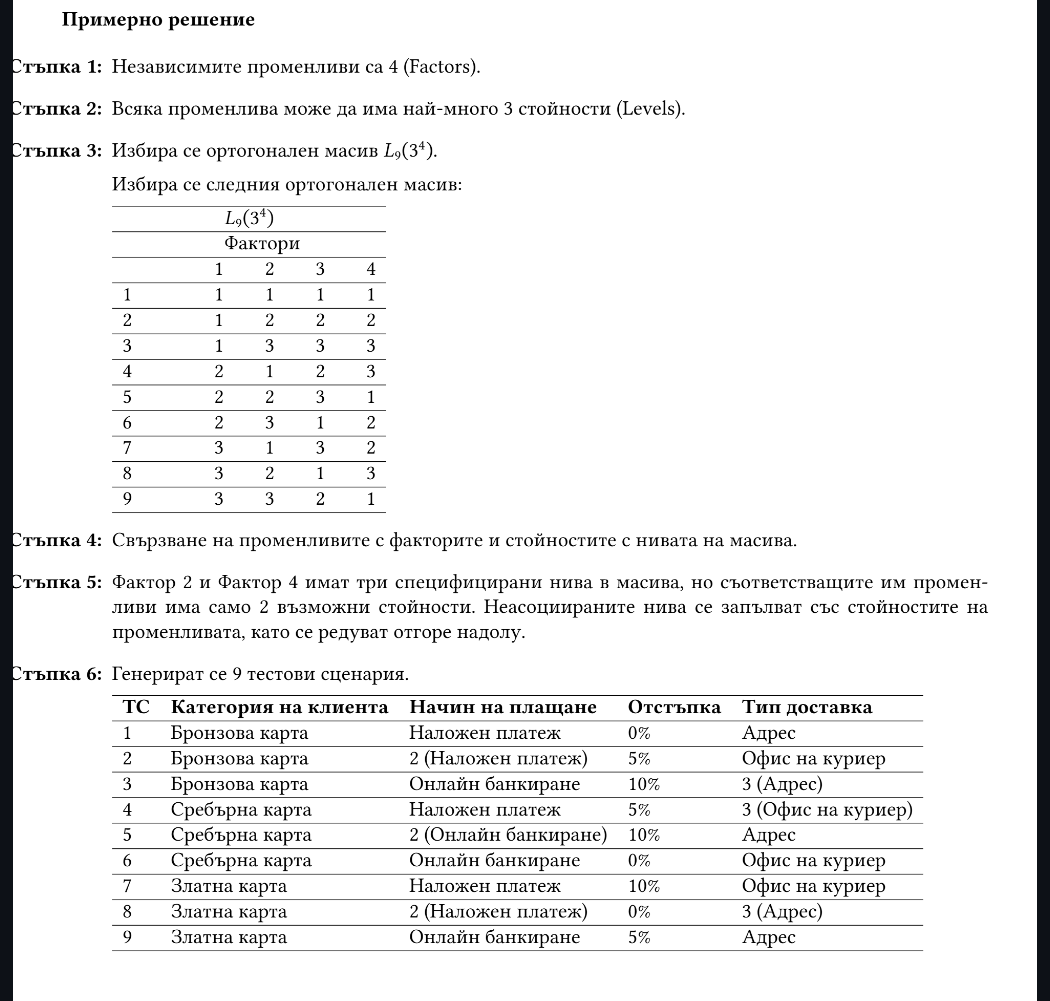 Примерно решение
Стъпка 1: Независимите променливи са 4 (Factors).
Стъпка 2: Всяка променлива може да има най-много 3 стойности (Levels).
Стъпка 3: Избира се ортогонален масив L₉(3⁴).
Избира се следния ортогонален масив:
L₉(3⁴)
Фактори
1 2 3 4
1 1 1 1 1
2 1 2 2 2
3 1 3 3 3
4 2 1 2 3
5 2 2 3 1
6 2 3 1 2
7 3 1 3 2
8 3 2 1 3
9 3 3 2 1
Стъпка 4: Свързване на променливите с факторите и стойностите с нивата на масива.
Стъпка 5: Фактор 2 и Фактор 4 имат три специфицирани нива в масива, но съответстващите им промен-
ливи има само 2 възможни стойности. Неасоциираните нива се запълват със стойностите на
променливата, като се редуват отгоре надолу.
Стъпка 6: Генерират се 9 тестови сценария.
ТС Категория на клиента Начин на плащане Отстъпка Тип доставка
1 Бронзова карта Наложен платеж 0% Адрес
2 Бронзова карта 2 (Наложен платеж) 5% Офис на куриер
3 Бронзова карта Онлайн банкиране 10% 3 (Адрес)
4 Сребърна карта Наложен платеж 5% 3 (Офис на куриер)
5 Сребърна карта 2 (Онлайн банкиране) 10% Адрес
6 Сребърна карта Онлайн банкиране 0% Офис на куриер
7 Златна карта Наложен платеж 10% Офис на куриер
8 Златна карта 2 (Наложен платеж) 0% 3 (Адрес)
9 Златна карта Онлайн банкиране 5% Адрес